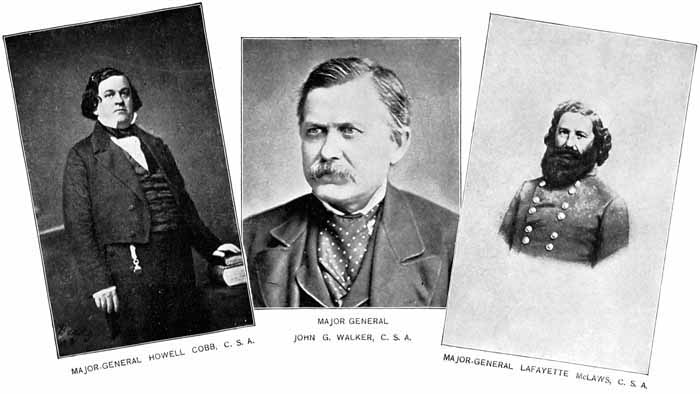 MAJOR-GENERAL HOWELL COBB, C. S. A.
MAJOR GENERAL
JOHN G. WALKER, C. S. A.
MAJOR-GENERAL LAFAYETTE McLAWS, C. S. A.